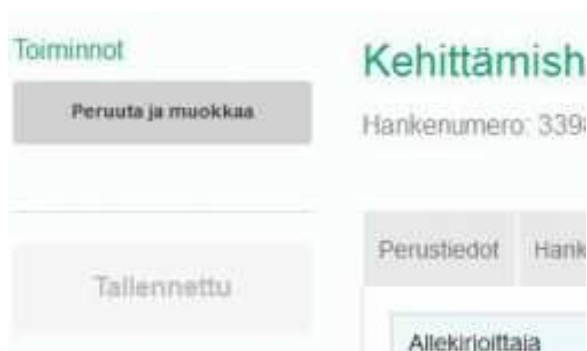 Toiminnot
Peruuta ja muokkaa
Tallennettu
Kehittämish
Hankenumero: 339
Perustiedot Hank
Allekirjoittaja